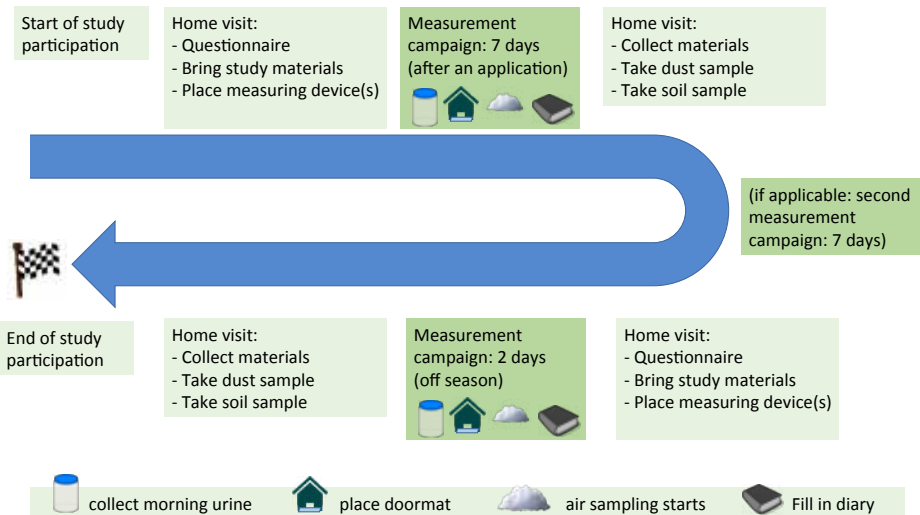 Start of study
participation
Home visit:
- Questionnaire
- Bring study materials
- Place measuring device(s)
Measurement
campaign: 7 days
(after an application)
Home visit:
- Collect materials
- Take dust sample
- Take soil sample
(if applicable: second
measurement
campaign: 7 days)
End of study
participation
Home visit:
- Collect materials
- Take dust sample
- Take soil sample
Measurement
campaign: 2 days
(off season)
Home visit:
- Questionnaire
- Bring study materials
- Place measuring device(s)
collect morning urine
place doormat
air sampling starts
Fill in diary